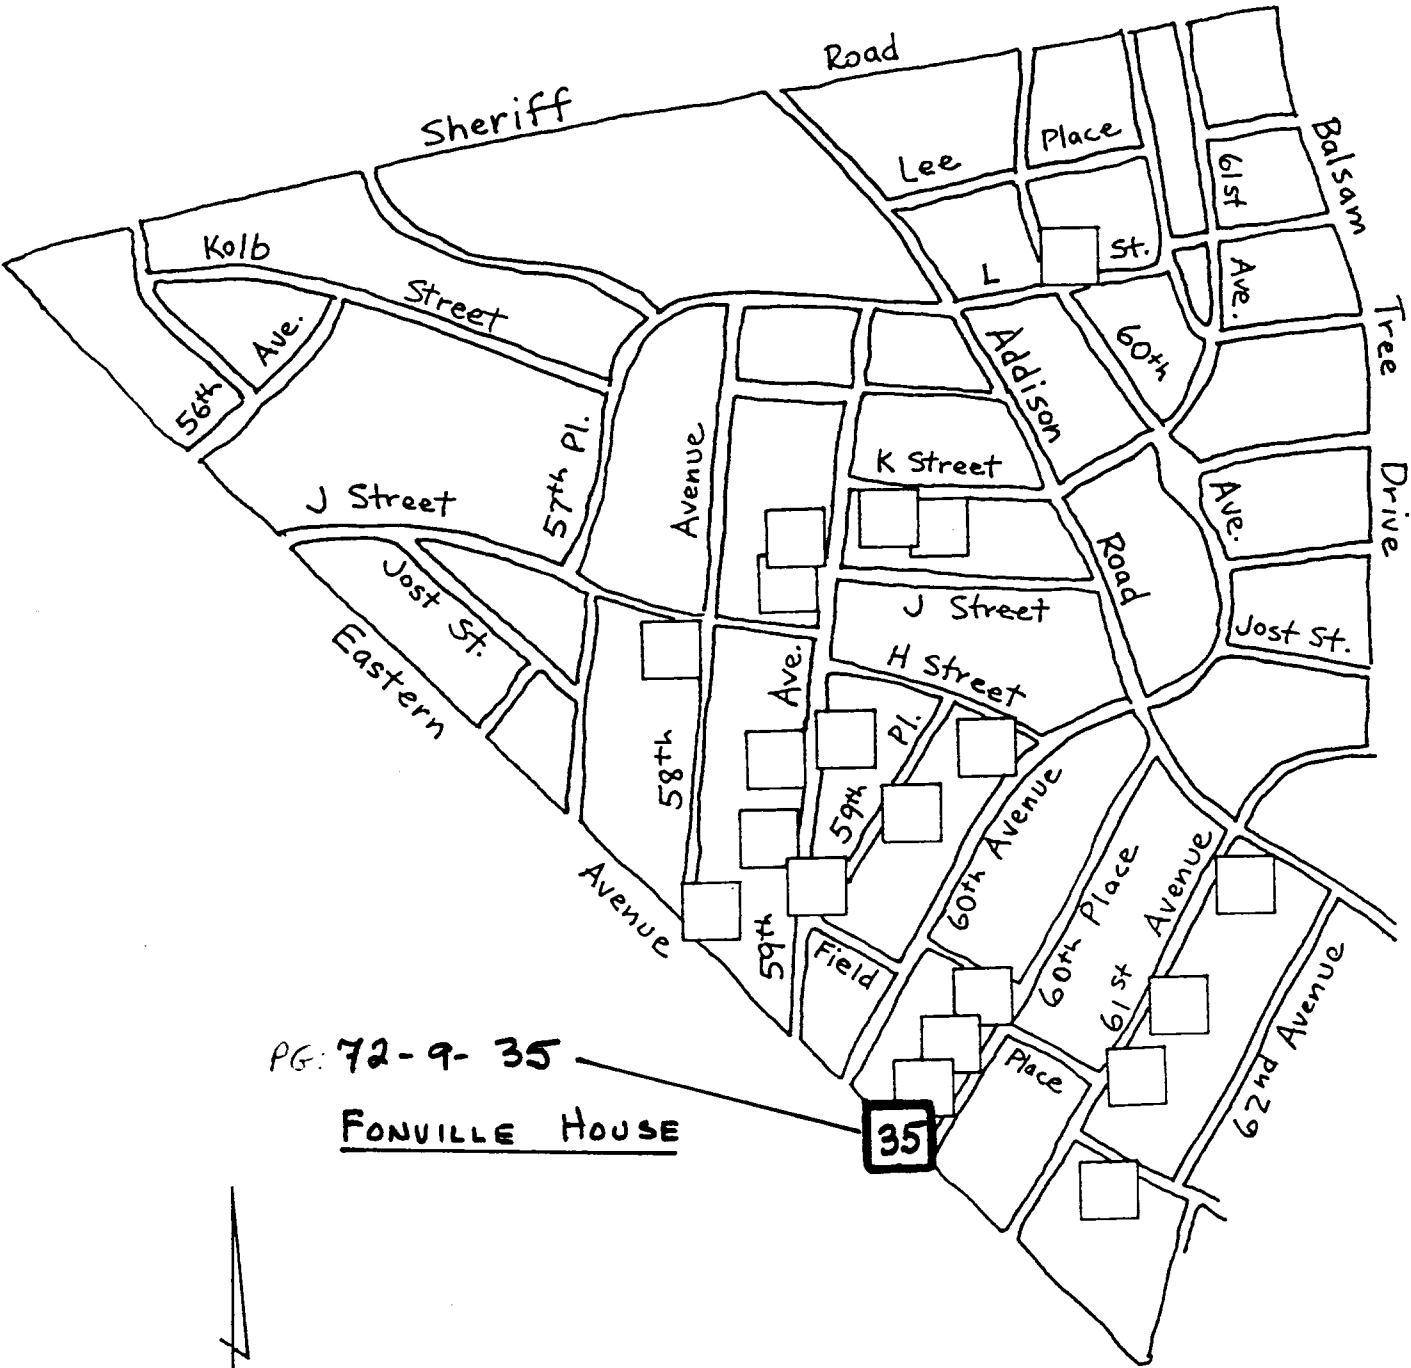 Sheriff Road
Lee Place
Balsam Tree Drive
61st Ave.
L St.
Kolb Street
56th Ave.
60th Ave.
Addison Road
K Street
57th Pl.
58th Avenue
J Street
Jost St.
J Street
H Street
Jost St.
Eastern Avenue
59th Ave.
59th Pl.
60th Avenue
60th Place
61st Avenue
62nd Avenue
Field Place
PG: 72-9-35
35
FONVILLE HOUSE